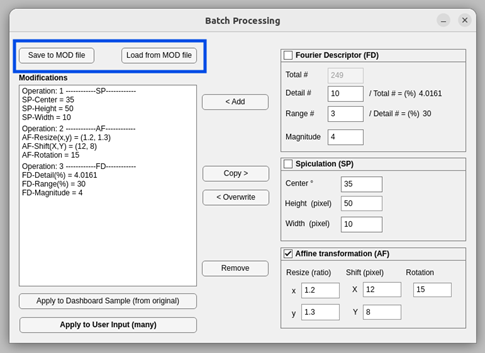 Batch Processing
Save to MOD file
Load from MOD file
Modifications
Operation: 1 ------------SP------------
SP-Center = 35
SP-Height = 50
SP-Width = 10
Operation: 2 ------------AF------------
AF-Resize(x,y) = (1.2, 1.3)
AF-Shift(X,Y) = (12, 8)
AF-Rotation = 15
Operation: 3 ------------FD------------
FD-Detail(%) = 4.0161
FD-Range(%) = 30
FD-Magnitude = 4
Apply to Dashboard Sample (from original)
Apply to User Input (many)
< Add
Copy >
< Overwrite
Remove
Fourier Descriptor (FD)
Total # 249
Detail # 10 / Total # = (%) 4.0161
Range # 3 / Detail # = (%) 30
Magnitude 4
Spiculation (SP)
Center ° 35
Height (pixel) 50
Width (pixel) 10
Affine transformation (AF)
Resize (ratio) Shift (pixel) Rotation
x 1.2 X 12 15
y 1.3 Y 8